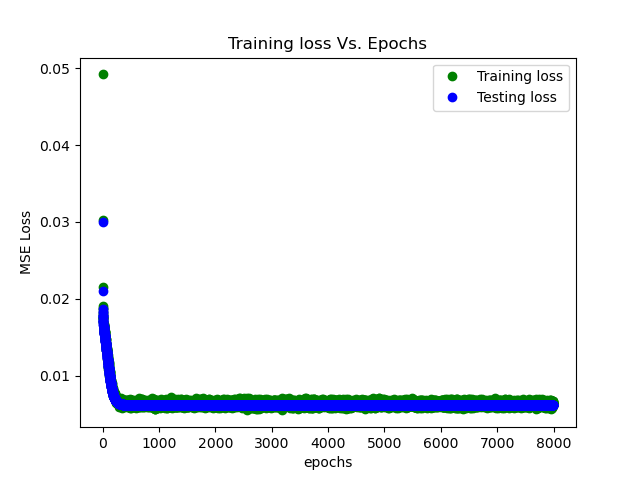 Training loss Vs. Epochs
Training loss
Testing loss
MSE Loss
0.05
0.04
0.03
0.02
0.01
0 1000 2000 3000 4000 5000 6000 7000 8000
epochs